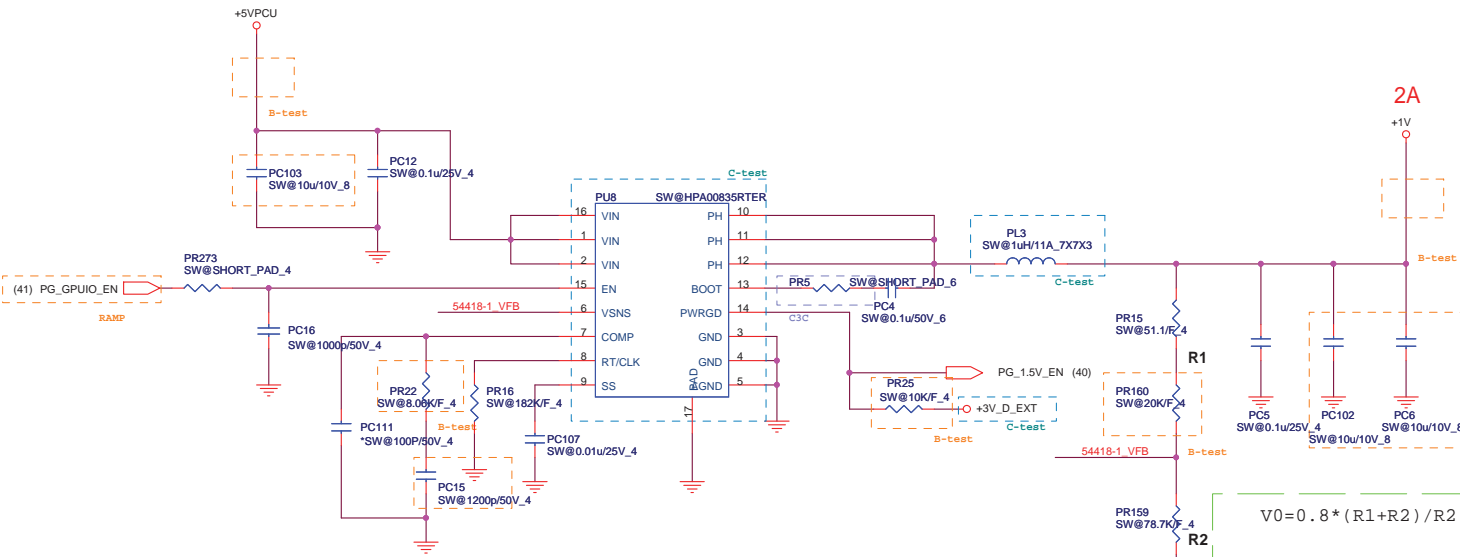 +5VPCU
B-test
PC103
SW@10u/10V_8
PC12
SW@0.1u/25V_4
PR273
SW@SHORT_PAD_4
(41) PG_GPUIO_EN
RAMP
PC16
SW@1000p/50V_4
54418-1_VFB
PR22
SW@8.06K/F_4
B-test
PR16
SW@182K/F_4
PC111
*SW@100P/50V_4
PC15
SW@1200p/50V_4
PC107
SW@0.01u/25V_4
C-test
PU8
SW@HPA00835RTER
16 VIN
1 VIN
2 VIN
15 EN
6 VSNS
7 COMP
8 RT/CLK
9 SS
PH 10
PH 11
PH 12
BOOT 13
PWRGD 14
GND 3
GND 4
GND 5
PAD
17
PR5
SW@SHORT_PAD_6
C3C
PC4
SW@0.1u/50V_6
PL3
SW@1uH/11A_7X7X3
C-test
PG_1.5V_EN (40)
PR25
SW@10K/F_4
+3V_D_EXT
B-test
C-test
2A
+1V
B-test
PR15
SW@51.1/F_4
R1
PR160
SW@20K/F_4
B-test
54418-1_VFB
PR159
SW@78.7K/F_4
R2
PC5
SW@0.1u/25V_4
PC102
SW@10u/10V_8
PC6
SW@10u/10V_8
V0=0.8*(R1+R2)/R2